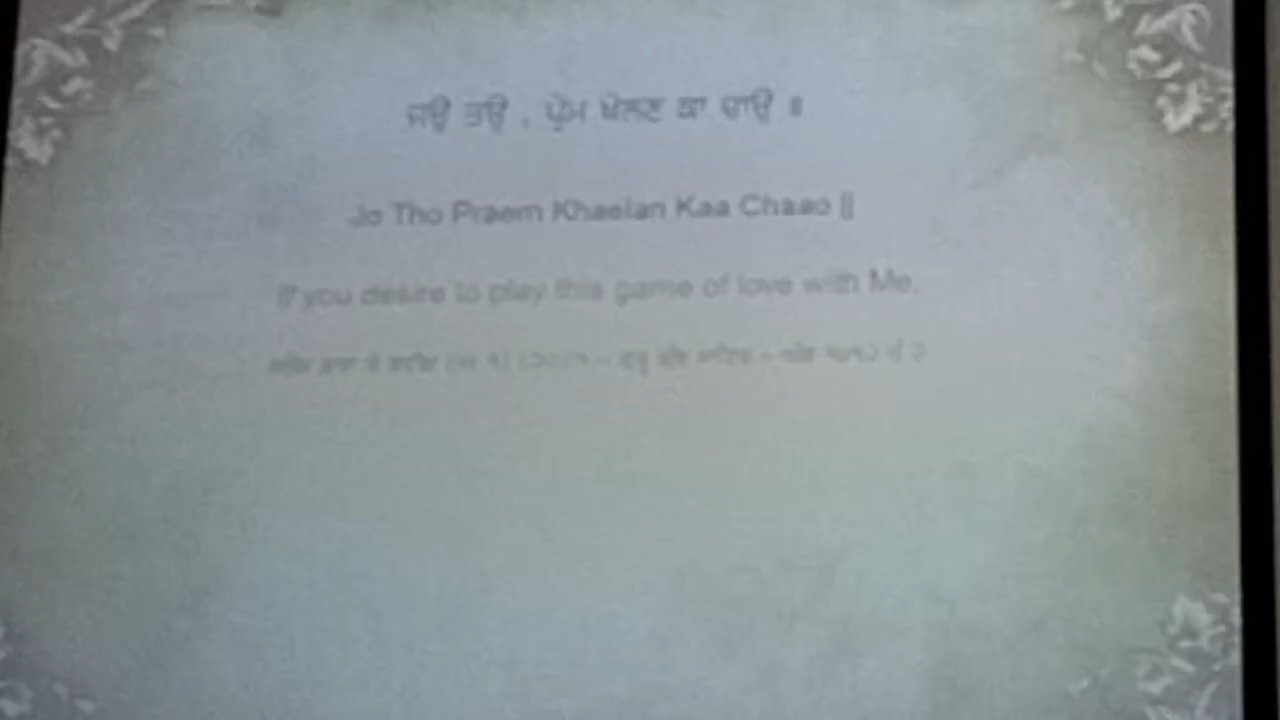 ਜਉ ਤਉ , ਪ੍ਰੇਮ ਖੇਲਣ ਕਾ ਚਾਉ ॥
Jo Tho Praem Khaelan Kaa Chaao ||
If you desire to play this game of love with Me,